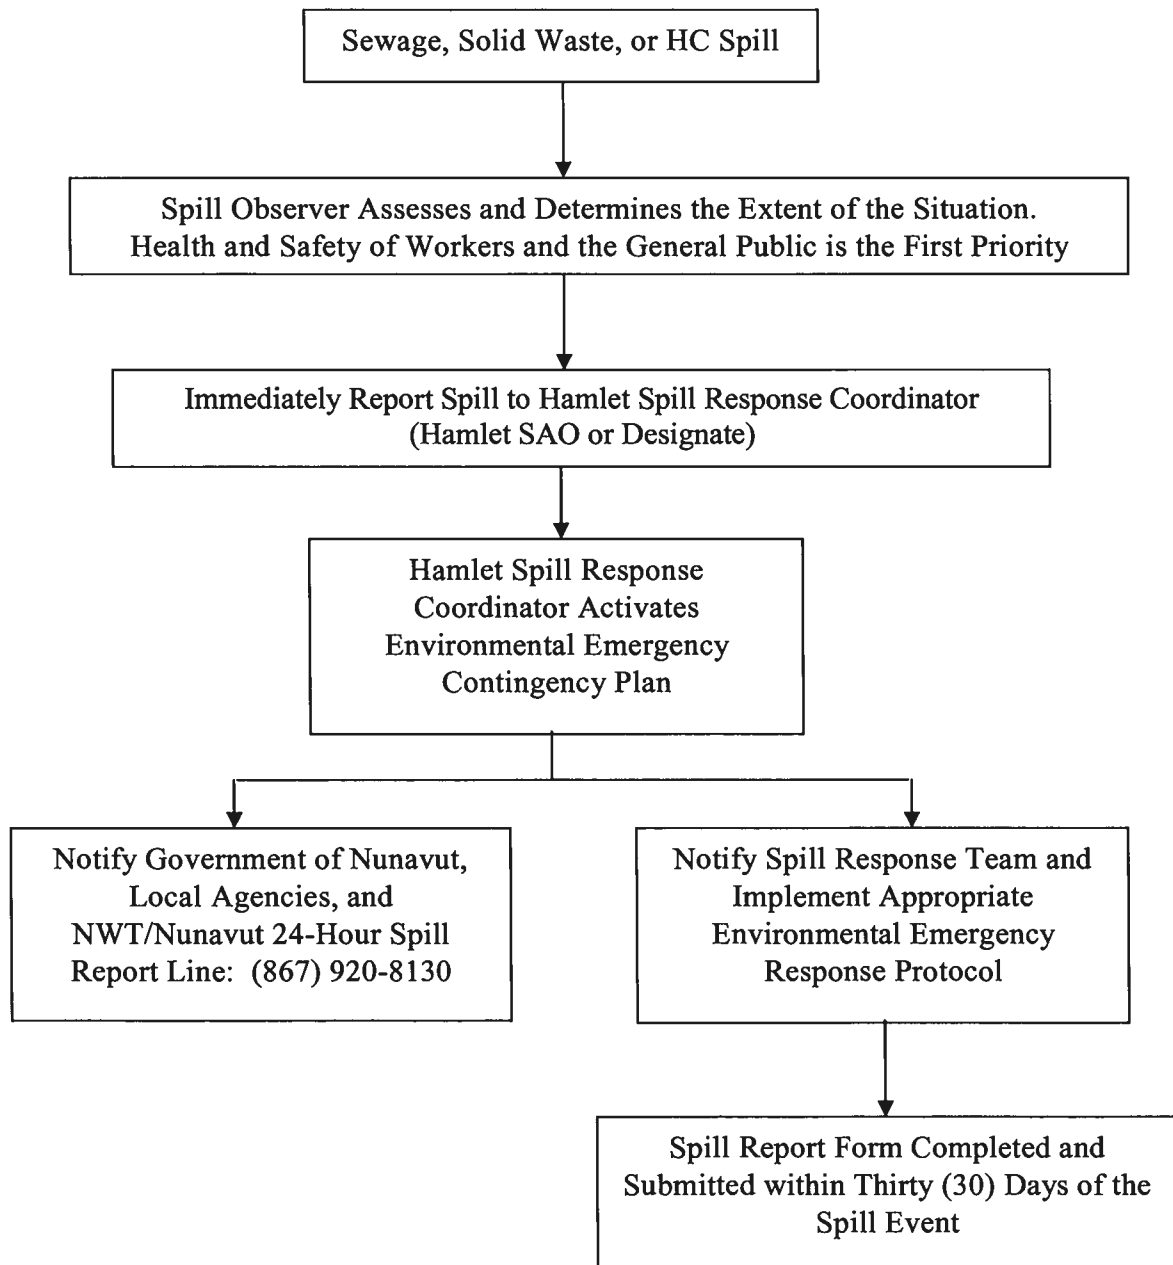 Sewage, Solid Waste, or HC Spill
Spill Observer Assesses and Determines the Extent of the Situation.
Health and Safety of Workers and the General Public is the First Priority
Immediately Report Spill to Hamlet Spill Response Coordinator
(Hamlet SAO or Designate)
Hamlet Spill Response
Coordinator Activates
Environmental Emergency
Contingency Plan
Notify Government of Nunavut,
Local Agencies, and
NWT/Nunavut 24-Hour Spill
Report Line: (867) 920-8130
Notify Spill Response Team and
Implement Appropriate
Environmental Emergency
Response Protocol
Spill Report Form Completed and
Submitted within Thirty (30) Days of the
Spill Event